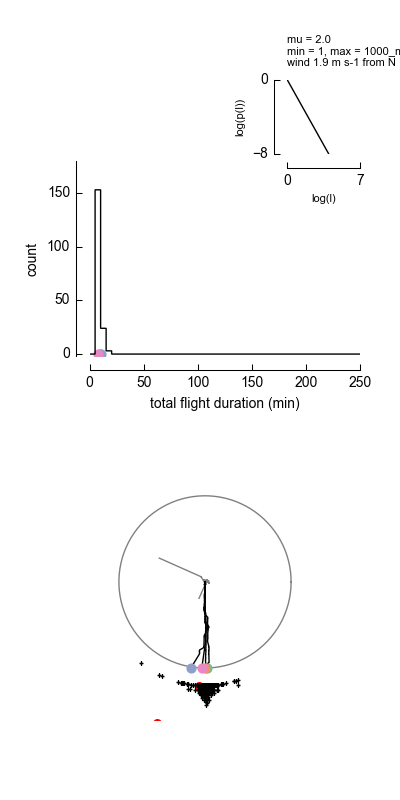 mu = 2.0
min = 1, max = 1000_m
wind 1.9 m s-1 from N
0
log(p(l))
−8
0
7
log(l)
150
100
50
0
count
0
50
100
150
200
250
total flight duration (min)